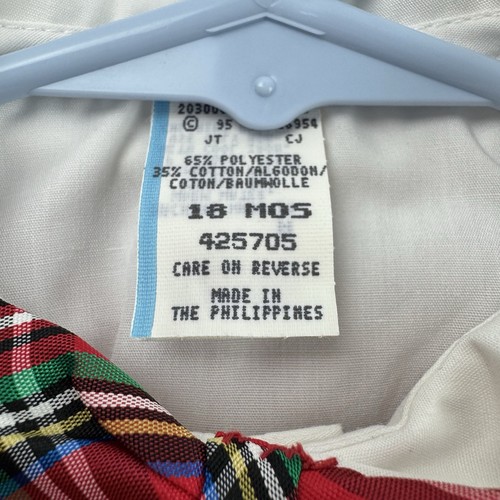 © 95
JT CJ
65% POLYESTER
35% COTTON/ALGODON/
COTON/BAUMWOLLE
18 MOS
425705
CARE ON REVERSE
MADE IN
THE PHILIPPINES